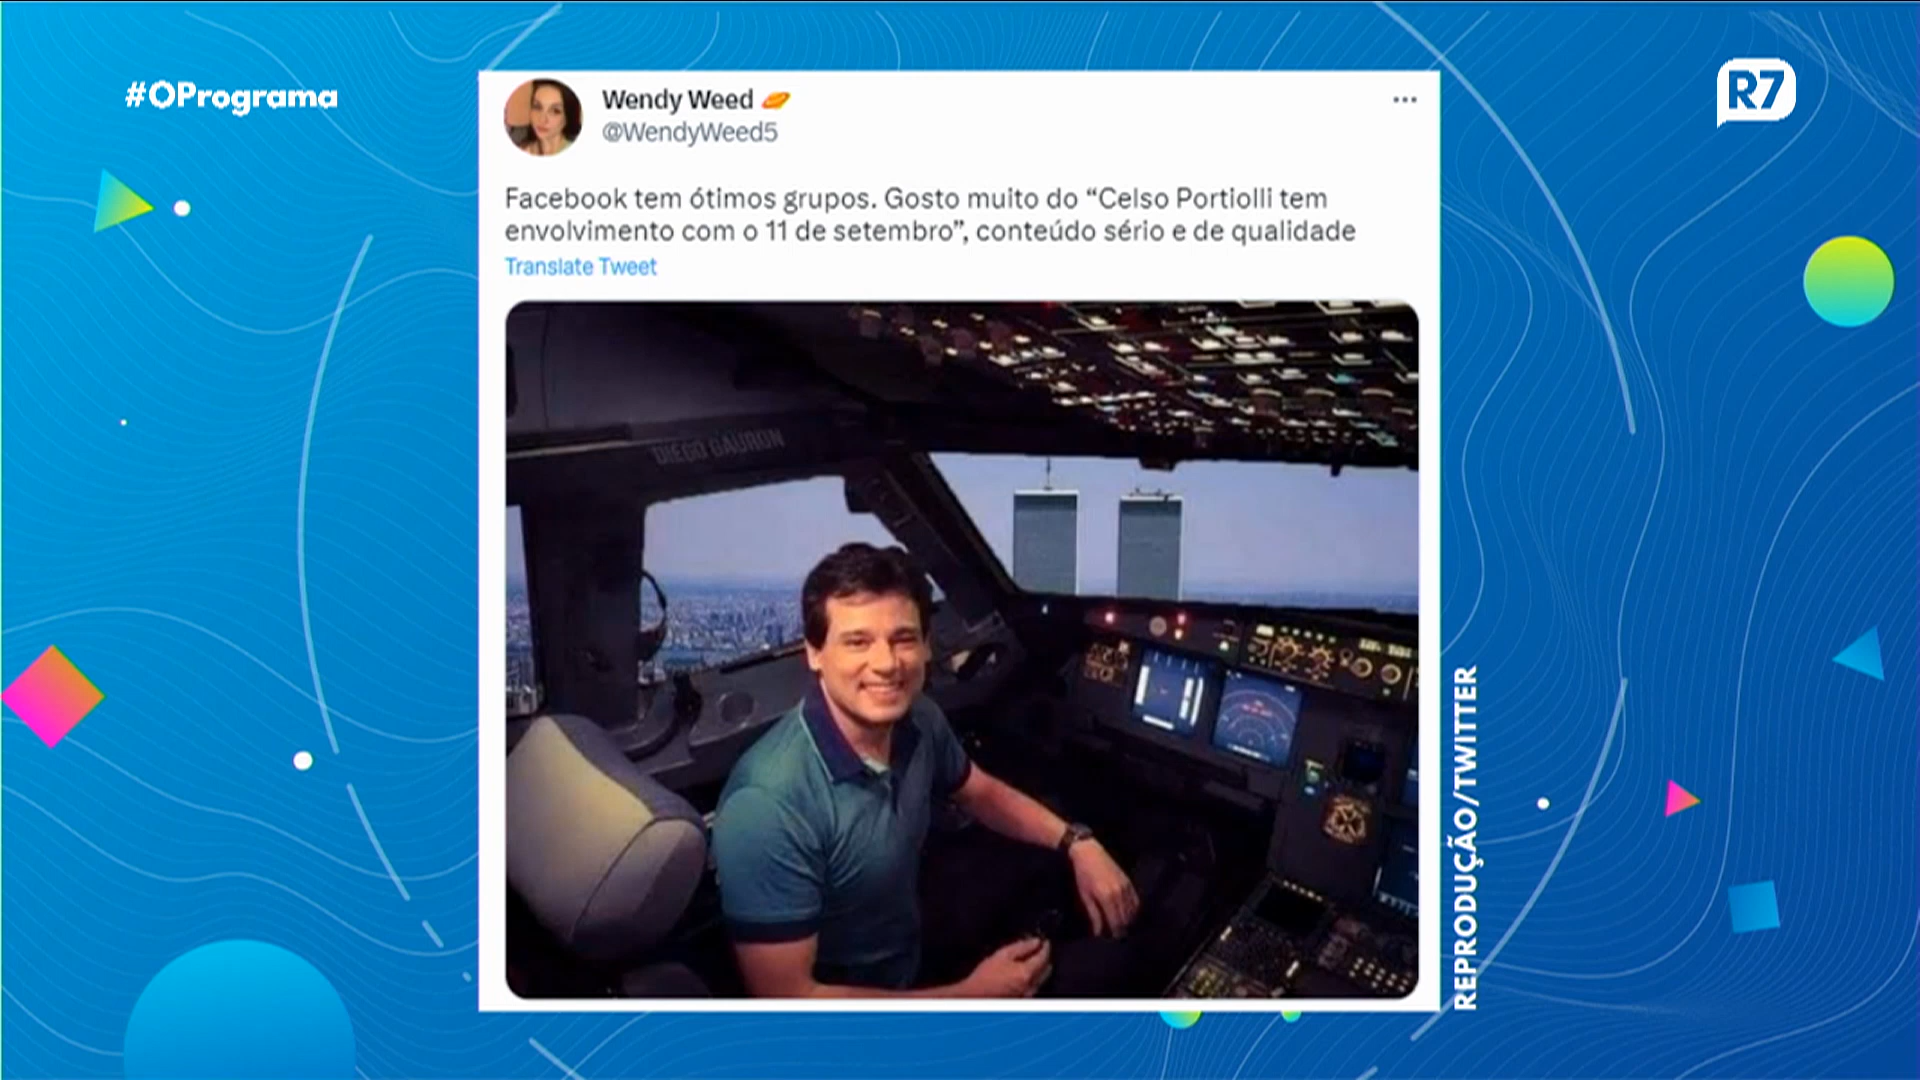 #OPrograma
R7
Wendy Weed
@WendyWeed5
Facebook tem ótimos grupos. Gosto muito do “Celso Portiolli tem
envolvimento com o 11 de setembro”, conteúdo sério e de qualidade
Translate Tweet
DIEGO GAURON
REPRODUÇÃO/TWITTER